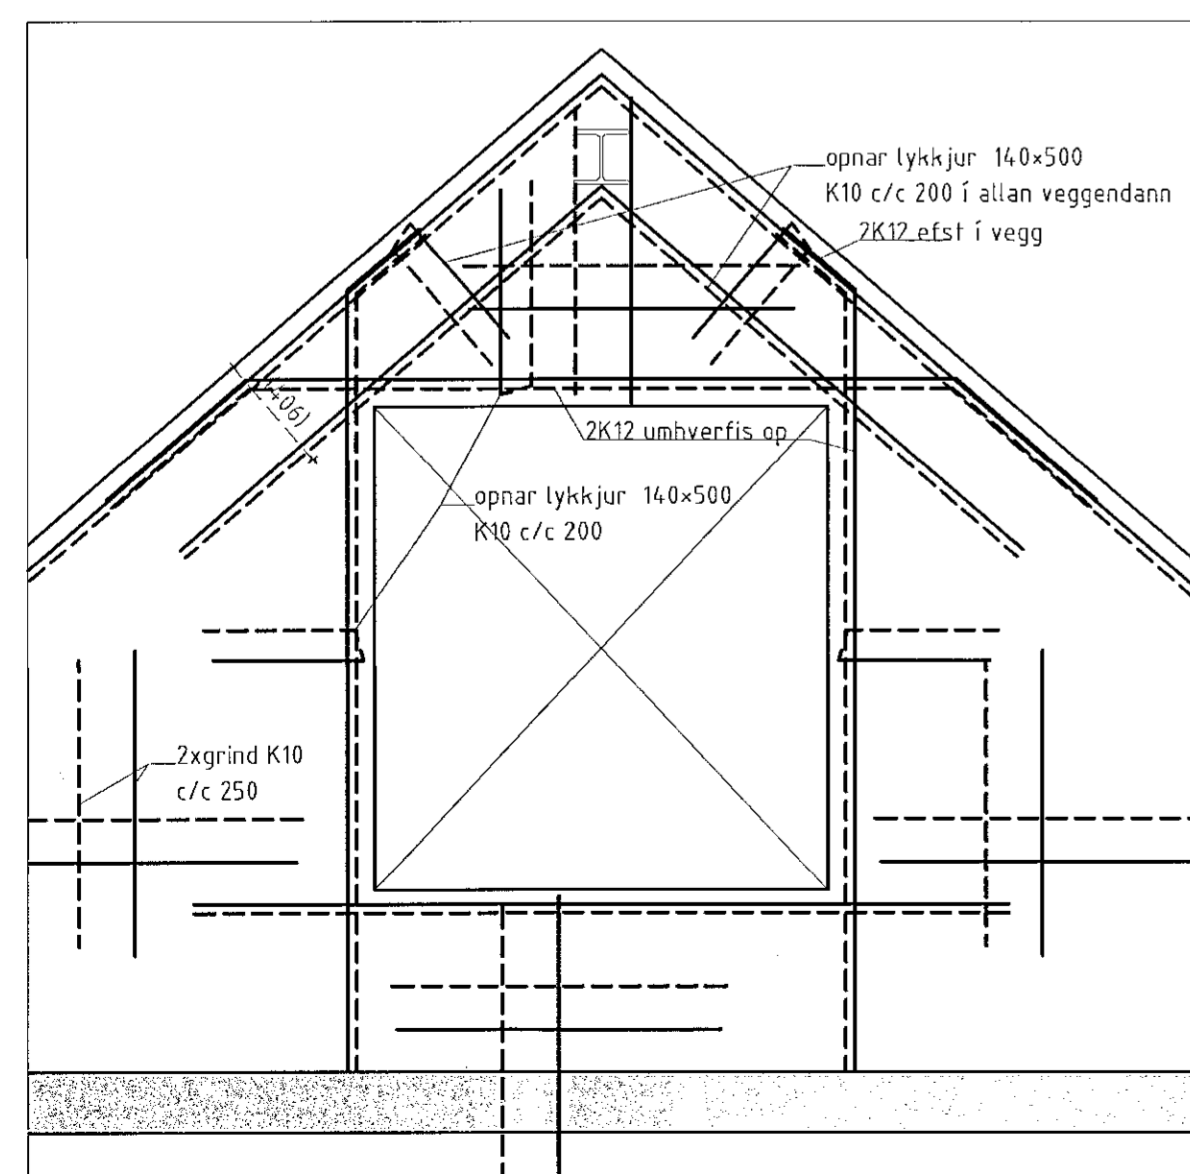 opnar lykkjur 140×500
K10 c/c 200 í allan veggendann
2K12 efst í vegg
2K12 umhverfis op
opnar lykkjur 140×500
K10 c/c 200
2xgrind K10
c/c 250